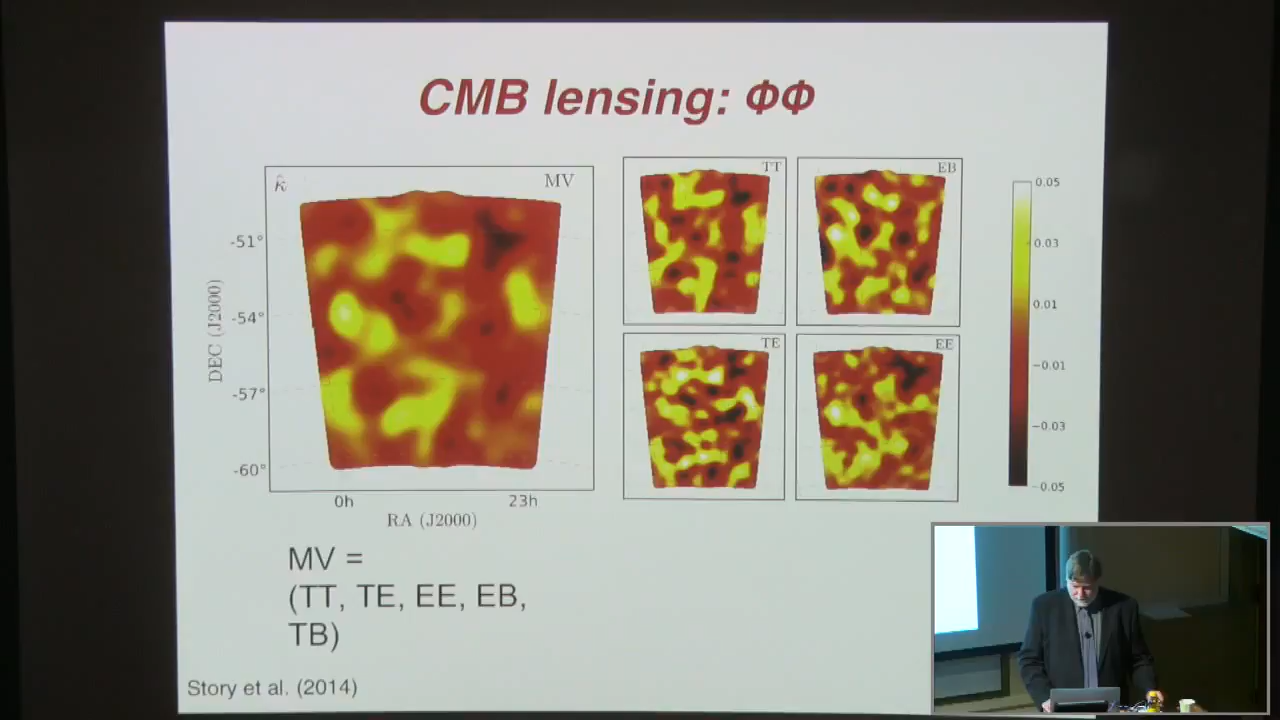 CMB lensing: ΦΦ
κ̂
MV
TT
EB
TE
EE
-51°
-54°
-57°
-60°
DEC (J2000)
0h
23h
RA (J2000)
0.05
0.03
0.01
−0.01
−0.03
−0.05
MV =
(TT, TE, EE, EB,
TB)
Story et al. (2014)